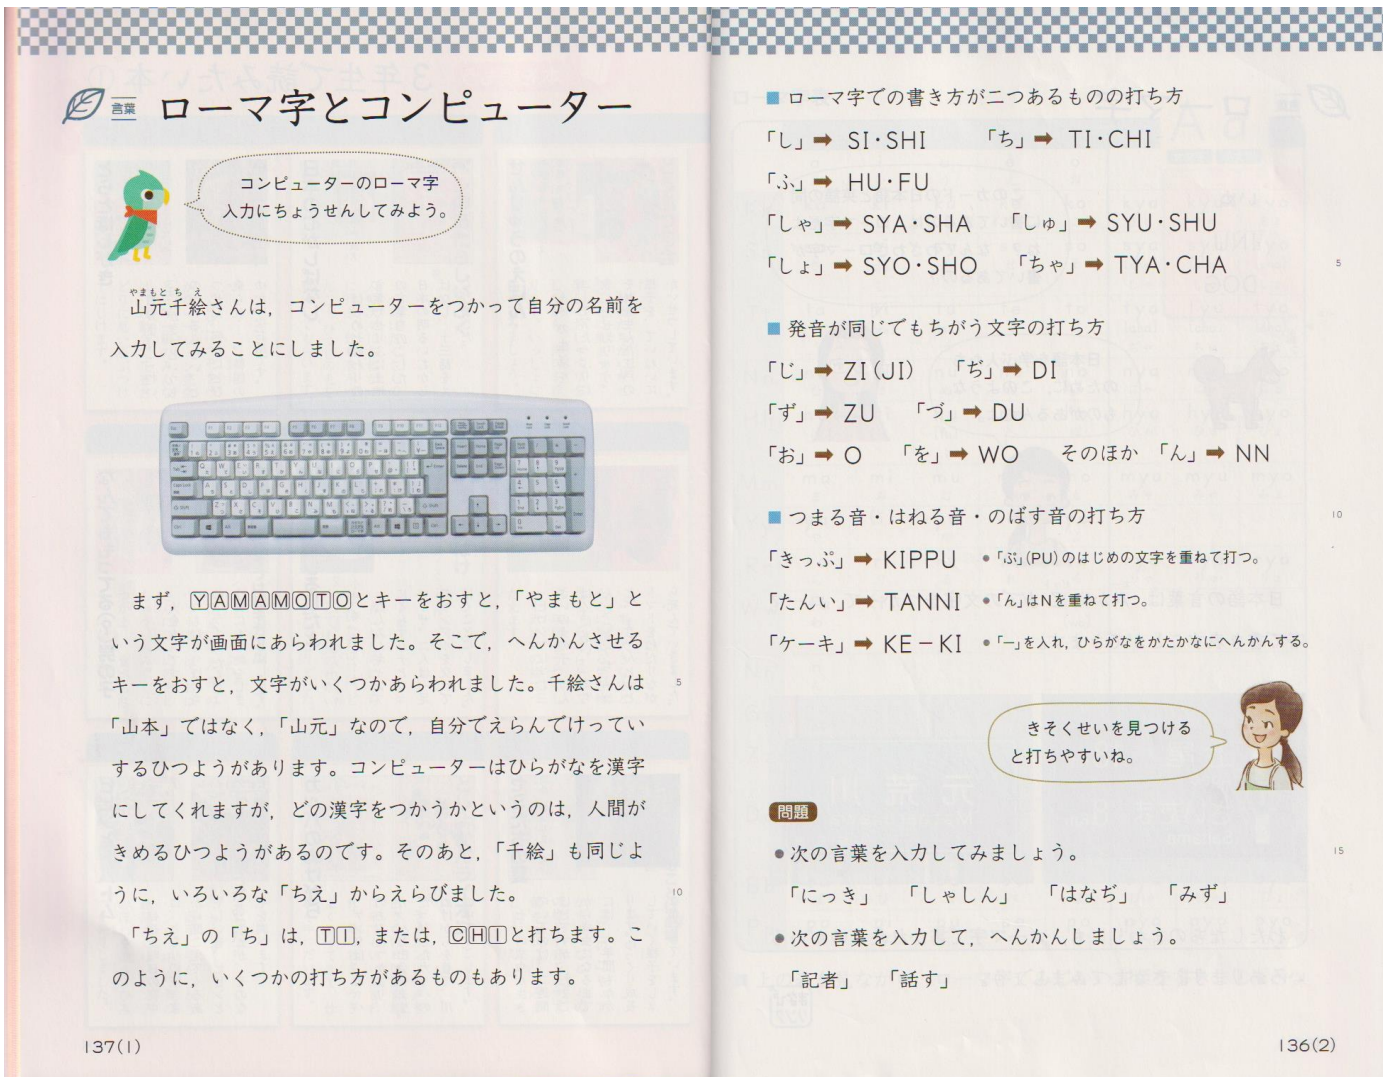 言葉
ローマ字とコンピューター
コンピューターのローマ字
入力にちょうせんしてみよう。
やまもと ち え
山元千絵さんは，コンピューターをつかって自分の名前を
入力してみることにしました。
まず，YAMAMOTOとキーをおすと，「やまもと」と
いう文字が画面にあらわれました。そこで，へんかんさせる
キーをおすと，文字がいくつかあらわれました。千絵さんは
5
「山本」ではなく，「山元」なので，自分でえらんでけってい
するひつようがあります。コンピューターはひらがなを漢字
にしてくれますが，どの漢字をつかうかというのは，人間が
きめるひつようがあるのです。そのあと，「千絵」も同じよ
うに，いろいろな「ちえ」からえらびました。
10
「ちえ」の「ち」は，TI，または，CHIと打ちます。こ
のように，いくつかの打ち方があるものもあります。
137(1)
■ ローマ字での書き方が二つあるものの打ち方
「し」➡ SI・SHI 「ち」➡ TI・CHI
「ふ」➡ HU・FU
「しゃ」➡ SYA・SHA 「しゅ」➡ SYU・SHU
「しょ」➡ SYO・SHO 「ちゃ」➡ TYA・CHA
5
■ 発音が同じでもちがう文字の打ち方
「じ」➡ ZI(JI) 「ぢ」➡ DI
「ず」➡ ZU 「づ」➡ DU
「お」➡ O 「を」➡ WO そのほか 「ん」➡ NN
■ つまる音・はねる音・のばす音の打ち方
10
「きっぷ」➡ KIPPU ●「ぷ」(PU)のはじめの文字を重ねて打つ。
「たんい」➡ TANNI ●「ん」はNを重ねて打つ。
「ケーキ」➡ KE－KI ●「ー」を入れ，ひらがなをかたかなにへんかんする。
きそくせいを見つける
と打ちやすいね。
問題
●次の言葉を入力してみましょう。
15
「にっき」 「しゃしん」 「はなぢ」 「みず」
●次の言葉を入力して，へんかんしましょう。
「記者」 「話す」
136(2)